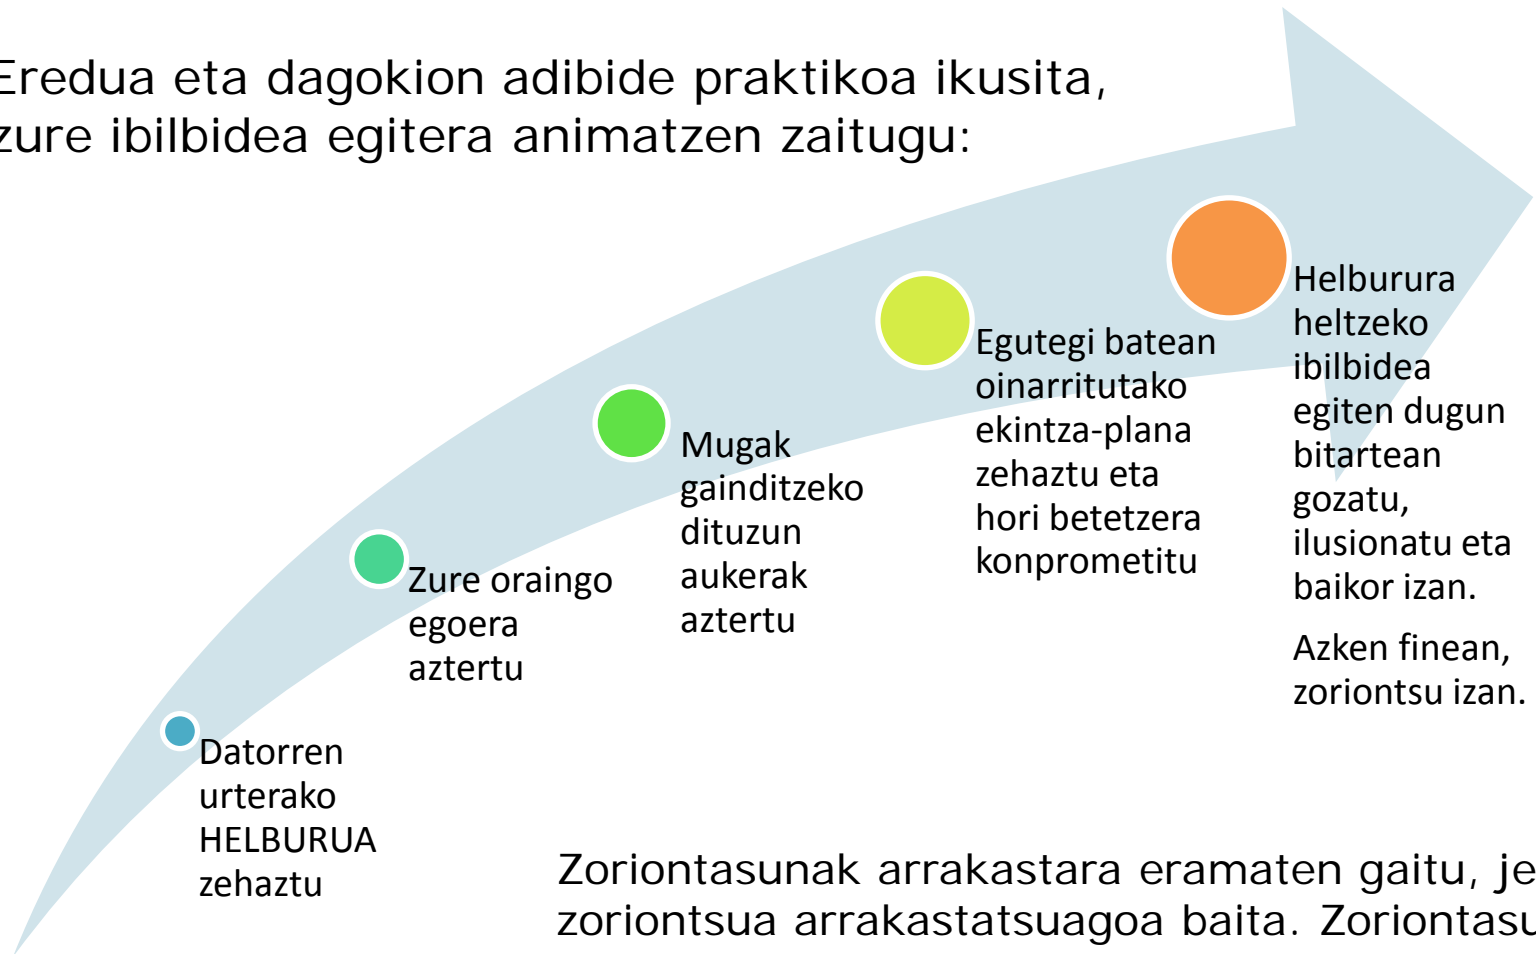 Eredua eta dagokion adibide praktikoa ikusita,
zure ibilbidea egitera animatzen zaitugu:
Datorren
urterako
HELBURUA
zehaztu
Zure oraingo
egoera
aztertu
Mugak
gainditzeko
dituzun
aukerak
aztertu
Egutegi batean
oinarritutako
ekintza-plana
zehaztu eta
hori betetzera
konprometitu
Helburura
heltzeko
ibilbidea
egiten dugun
bitartean
gozatu,
ilusionatu eta
baikor izan.
Azken finean,
zoriontsu izan.
Zoriontasunak arrakastara eramaten gaitu,
zoriontsua arrakastatsuagoa baita.